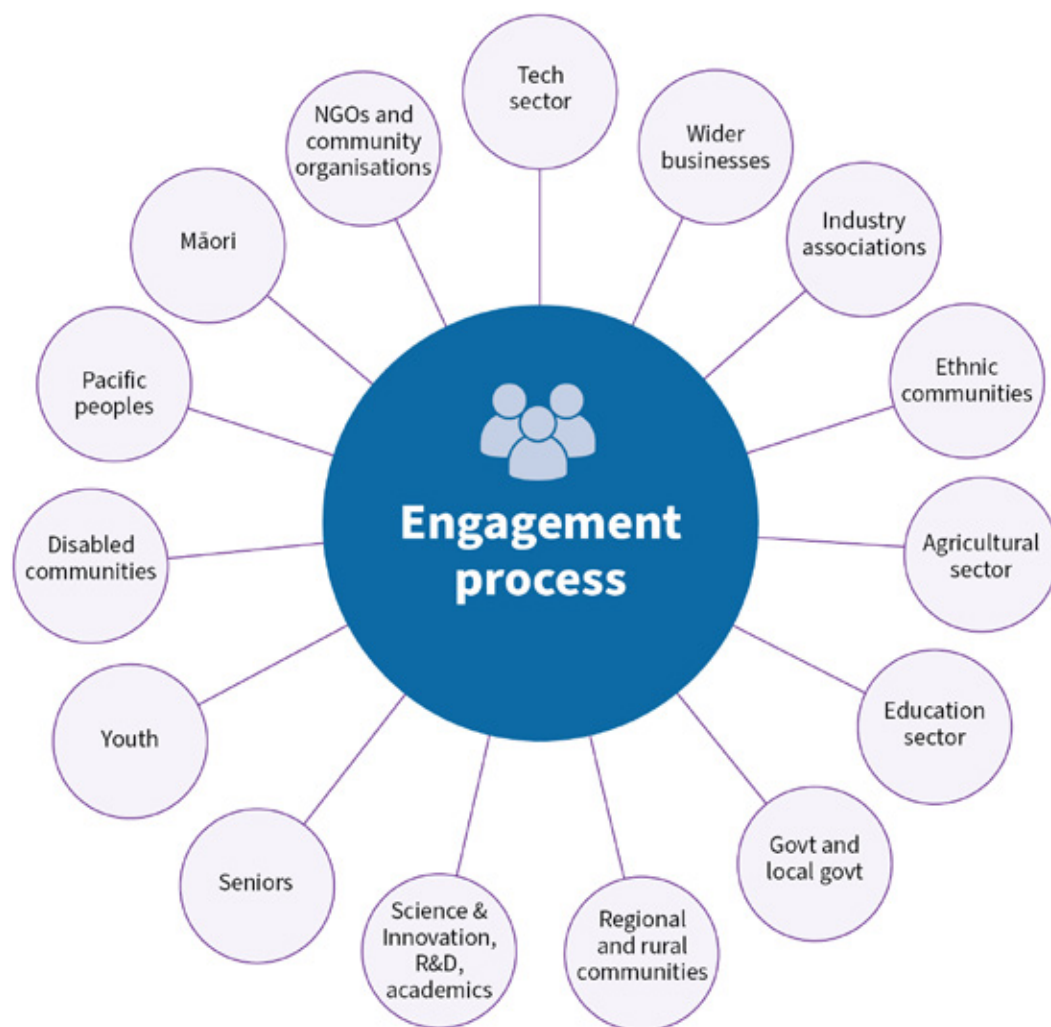 Engagement
process
Tech
sector
Wider
businesses
Industry
associations
Ethnic
communities
Agricultural
sector
Education
sector
Govt and
local govt
Regional
and rural
communities
Science &
Innovation,
R&D,
academics
Seniors
Youth
Disabled
communities
Pacific
peoples
Māori
NGOs and
community
organisations